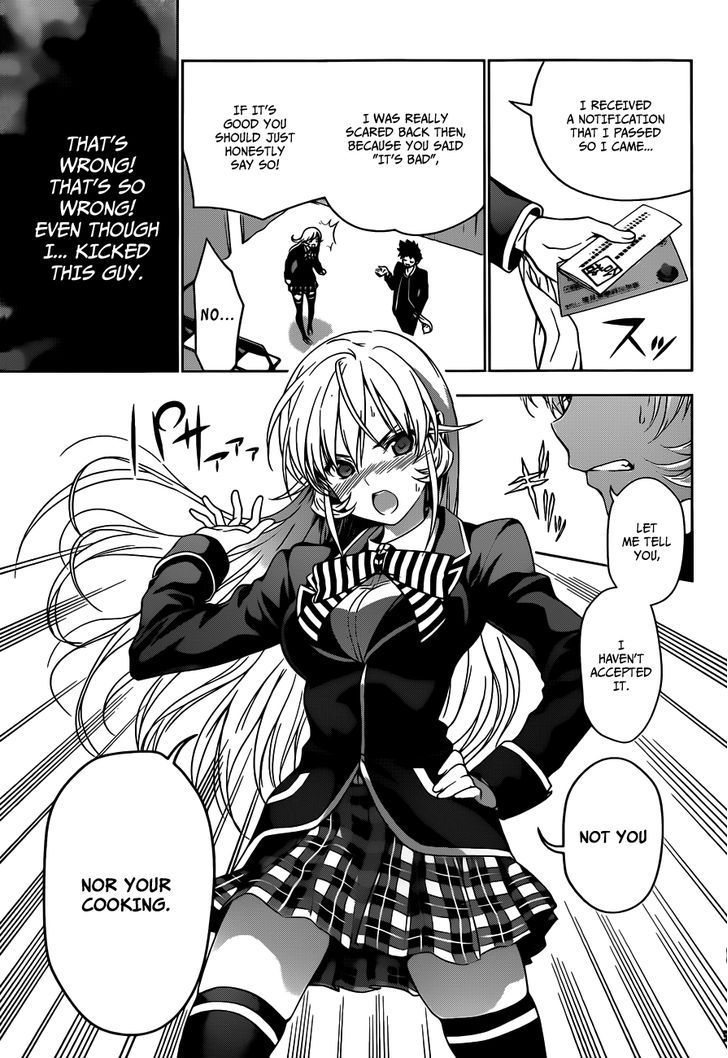 I RECEIVED
A NOTIFICATION
THAT I PASSED
SO I CAME...
スッ
I WAS REALLY
SCARED BACK THEN,
BECAUSE YOU SAID
"IT'S BAD",
IF IT'S
GOOD YOU
SHOULD JUST
HONESTLY
SAY SO!
NO...
THAT'S
WRONG!
THAT'S SO
WRONG!
EVEN THOUGH
I... KICKED
THIS GUY.
LET
ME TELL
YOU,
I
HAVEN'T
ACCEPTED
IT.
NOT YOU
NOR YOUR
COOKING.